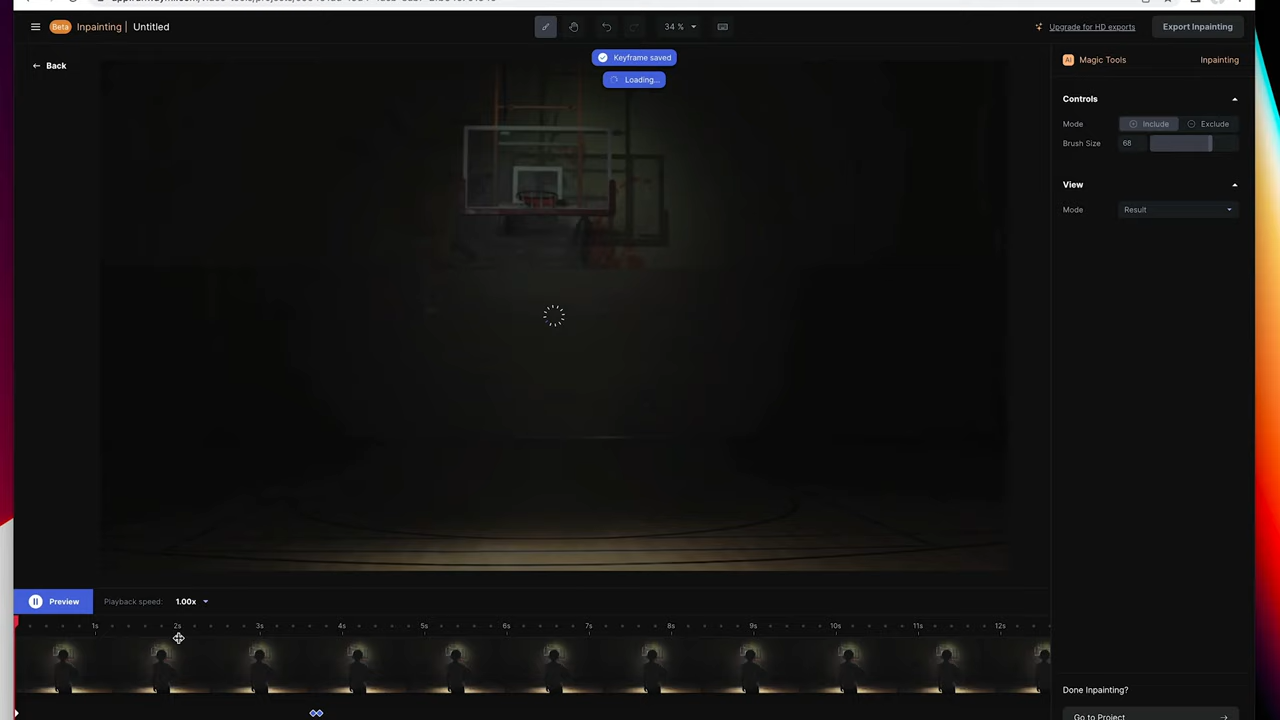 Beta Inpainting | Untitled
34 %
Upgrade for HD exports
Export Inpainting
Keyframe saved
Back
Loading...
AI Magic Tools
Inpainting
Controls
Mode
Include
Exclude
Brush Size
68
View
Mode
Result
Preview
Playback speed: 1.00x
1s 2s 3s 4s 5s 6s 7s 8s 9s 10s 11s 12s
Done Inpainting?
Go to Project